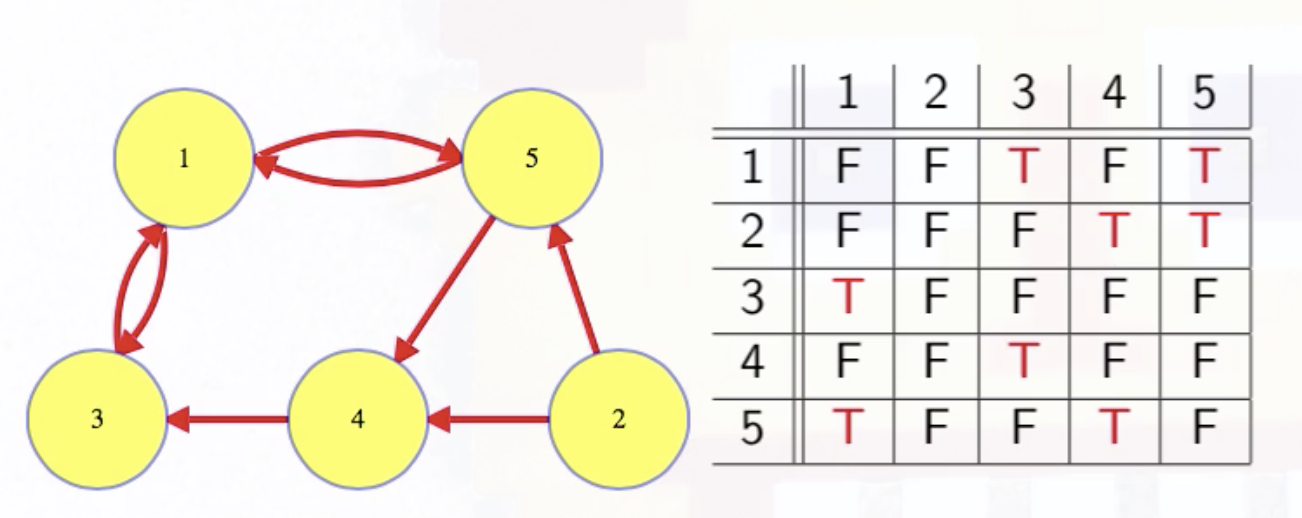 1 5
3 4 2
1 2 3 4 5
1 F F T F T
2 F F F T T
3 T F F F F
4 F F T F F
5 T F F T F